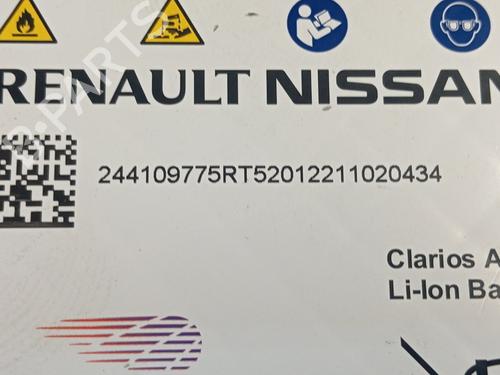 RENAULT NISSAN
244109775RT52012211020434
Clarios A
Li-Ion Ba